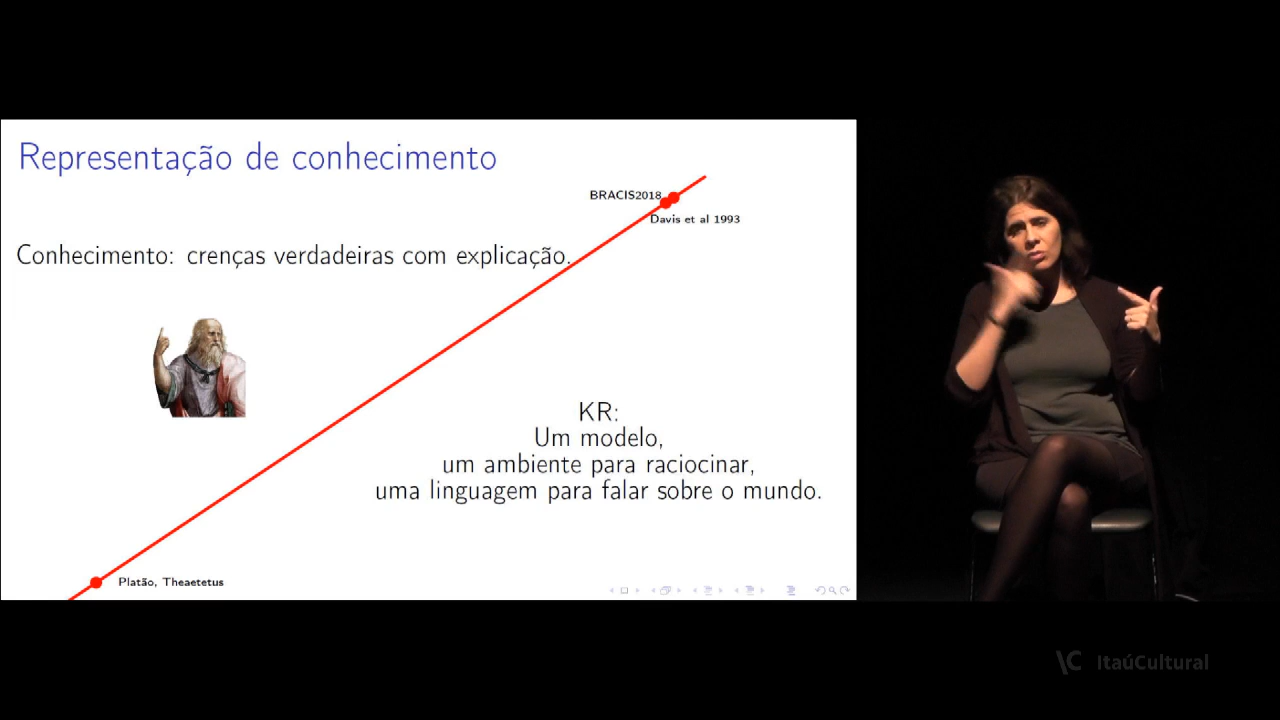 Representação de conhecimento
BRACIS2018
Davis et al 1993
Conhecimento: crenças verdadeiras com explicação.
KR:
Um modelo,
um ambiente para raciocinar,
uma linguagem para falar sobre o mundo.
Platão, Theaetetus
ItaúCultural